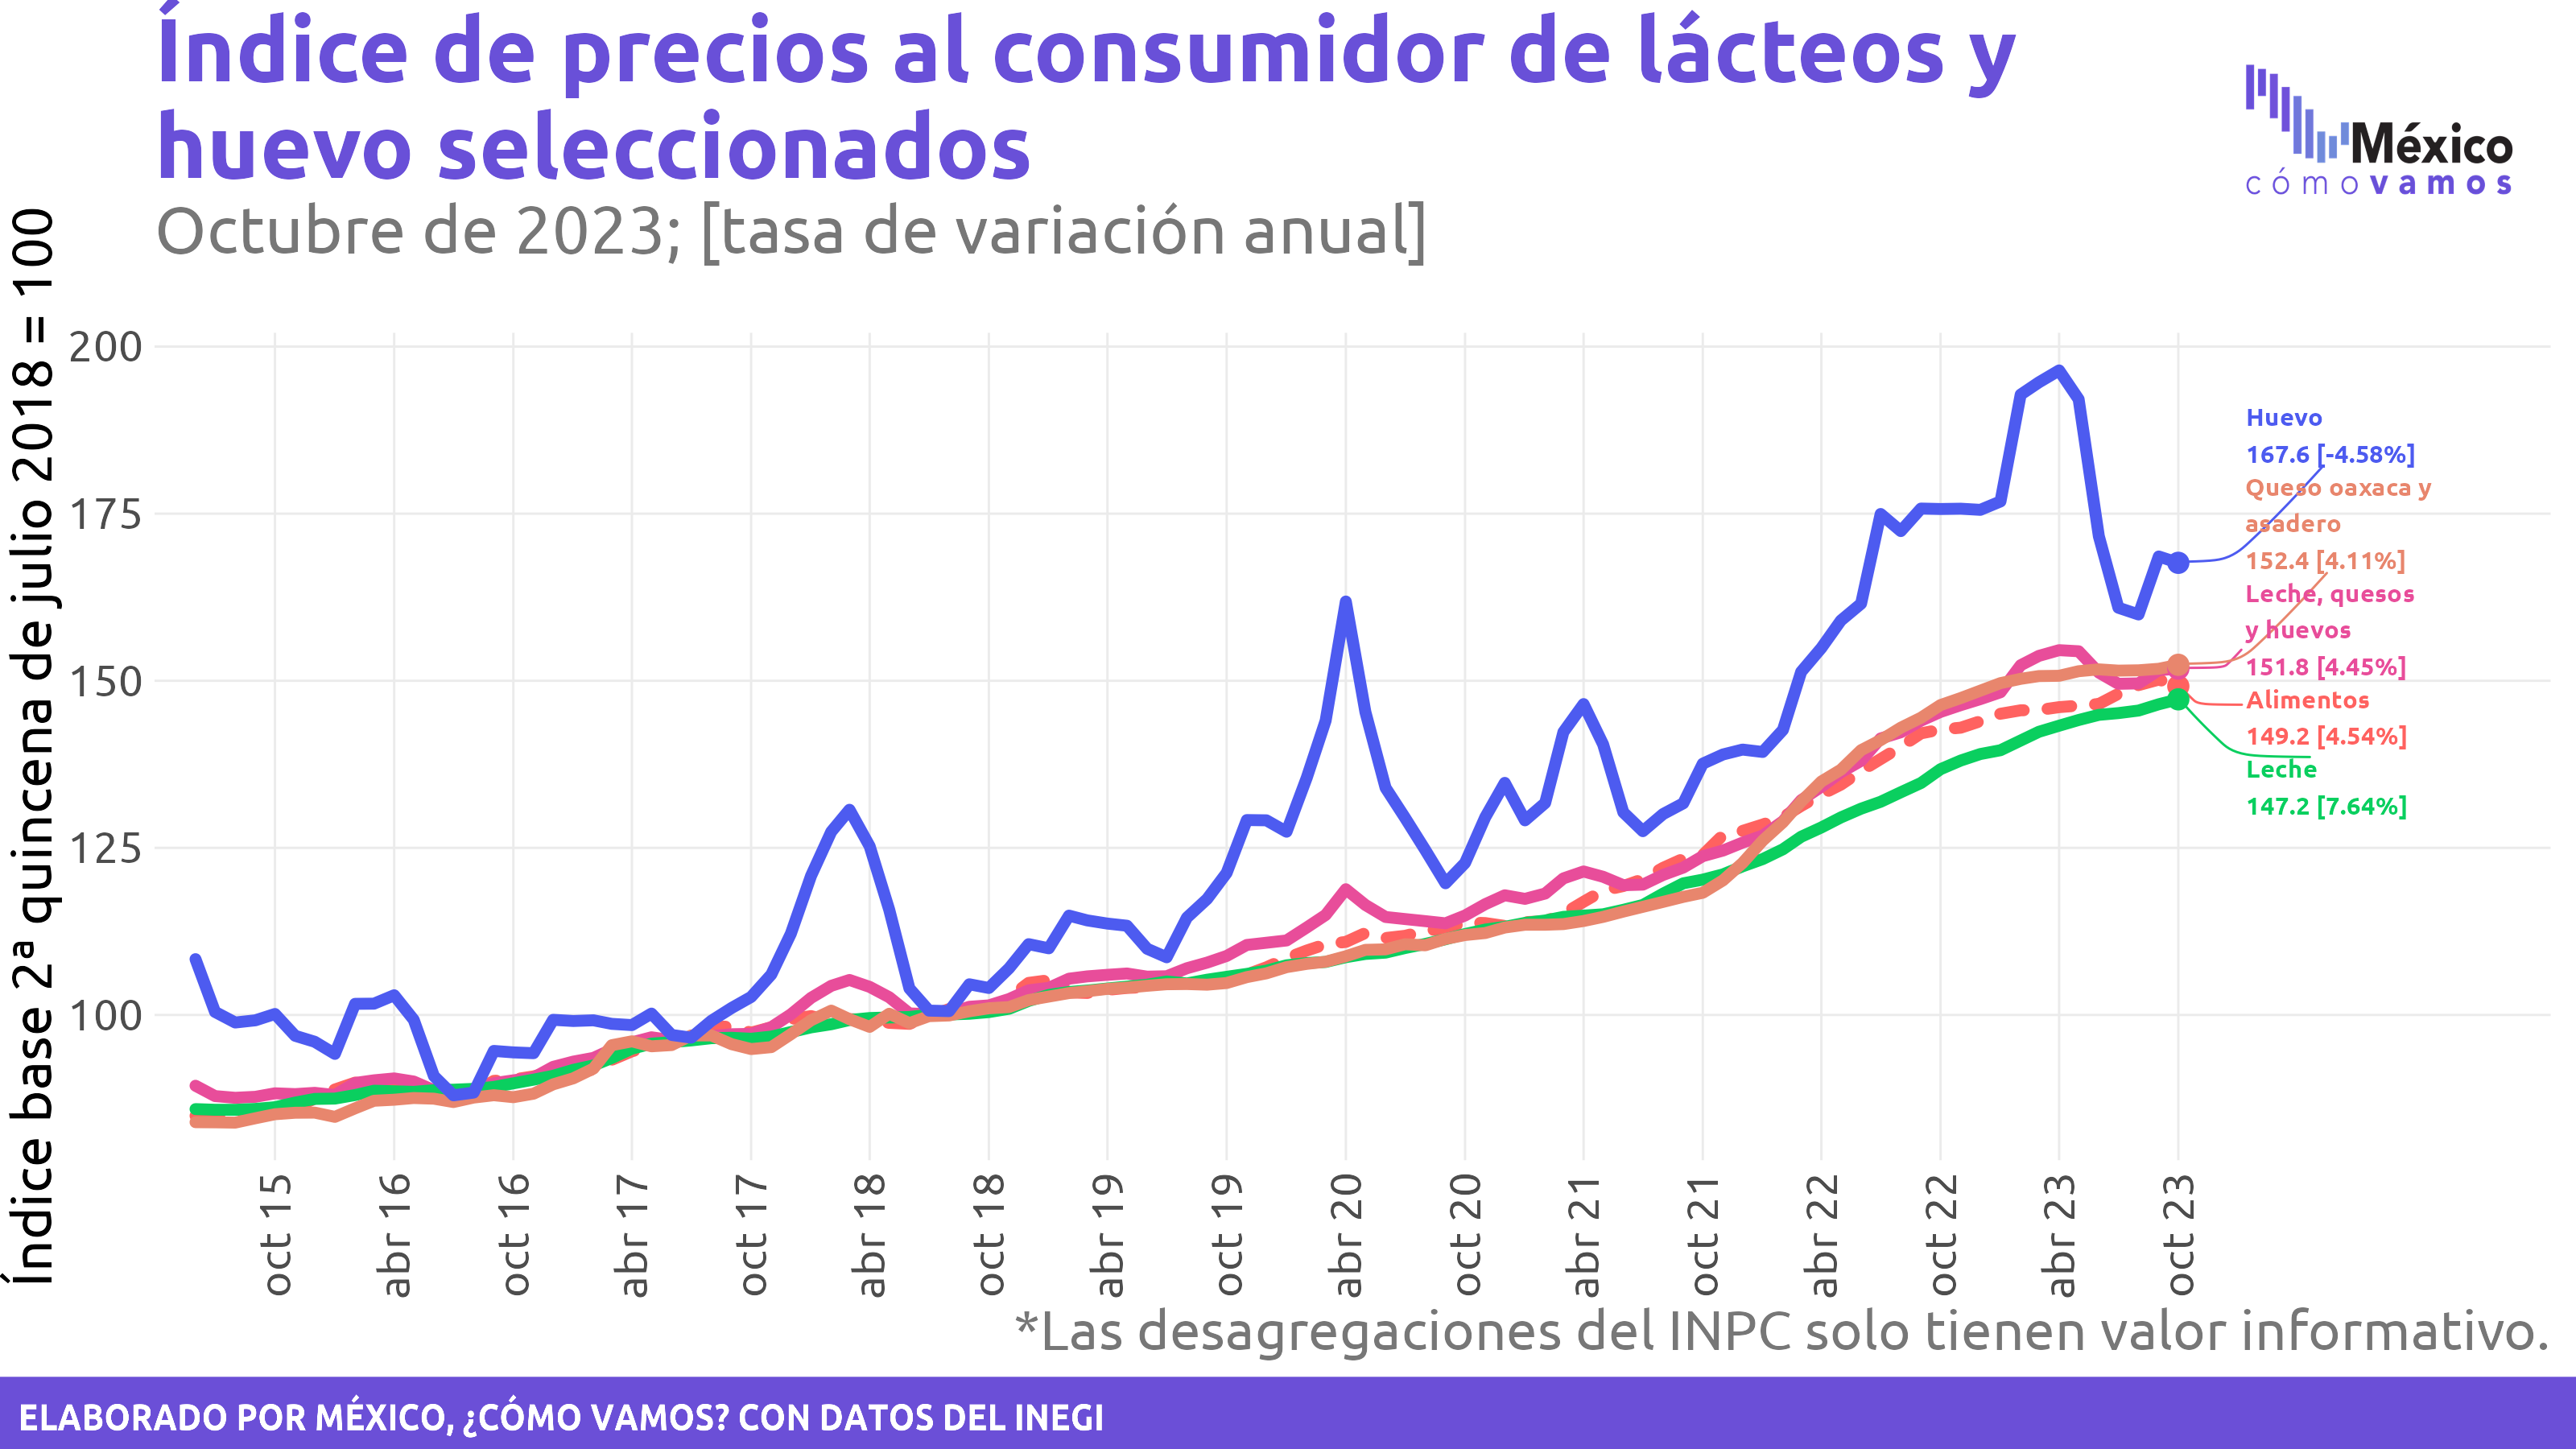 Índice de precios al consumidor de lácteos y
huevo seleccionados
Octubre de 2023; [tasa de variación anual]
México
cómo vamos
Índice base 2ª quincena de julio 2018 = 100
200
175
150
125
100
Huevo
167.6 [-4.58%]
Queso oaxaca y
asadero
152.4 [4.11%]
Leche, quesos
y huevos
151.8 [4.45%]
Alimentos
149.2 [4.54%]
Leche
147.2 [7.64%]
oct 15
abr 16
oct 16
abr 17
oct 17
abr 18
oct 18
abr 19
oct 19
abr 20
oct 20
abr 21
oct 21
abr 22
oct 22
abr 23
oct 23
*Las desagregaciones del INPC solo tienen valor informativo.
ELABORADO POR MÉXICO, ¿CÓMO VAMOS? CON DATOS DEL INEGI